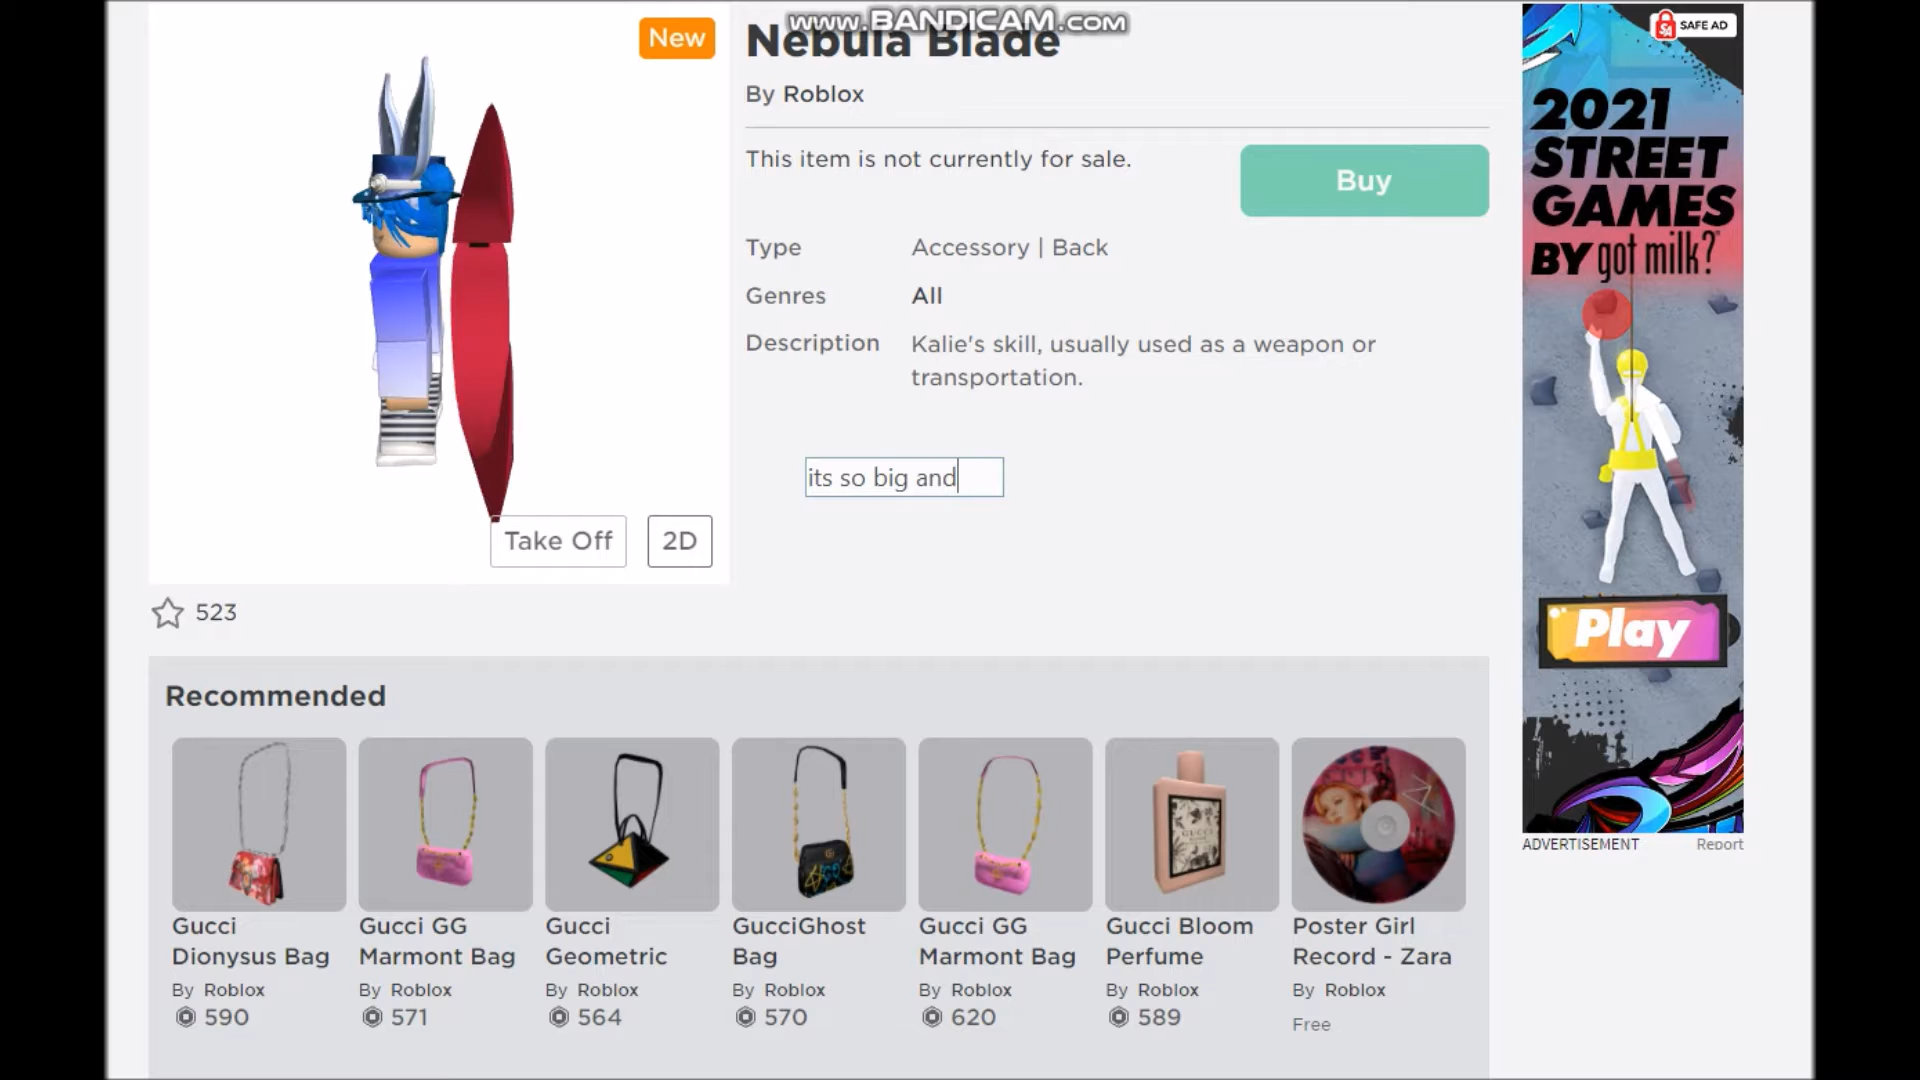 www.BANDICAM.com
New
Nebula Blade
By Roblox
This item is not currently for sale.
Buy
Type Accessory | Back
Genres All
Description Kalie's skill, usually used as a weapon or
transportation.
its so big and
Take Off
2D
523
SAFE AD
2021
STREET
GAMES
BY got milk?
Play
ADVERTISEMENT Report
Recommended
Gucci
Dionysus Bag
By Roblox
590
Gucci GG
Marmont Bag
By Roblox
571
Gucci
Geometric
By Roblox
564
GucciGhost
Bag
By Roblox
570
Gucci GG
Marmont Bag
By Roblox
620
Gucci Bloom
Perfume
By Roblox
589
Poster Girl
Record - Zara
By Roblox
Free